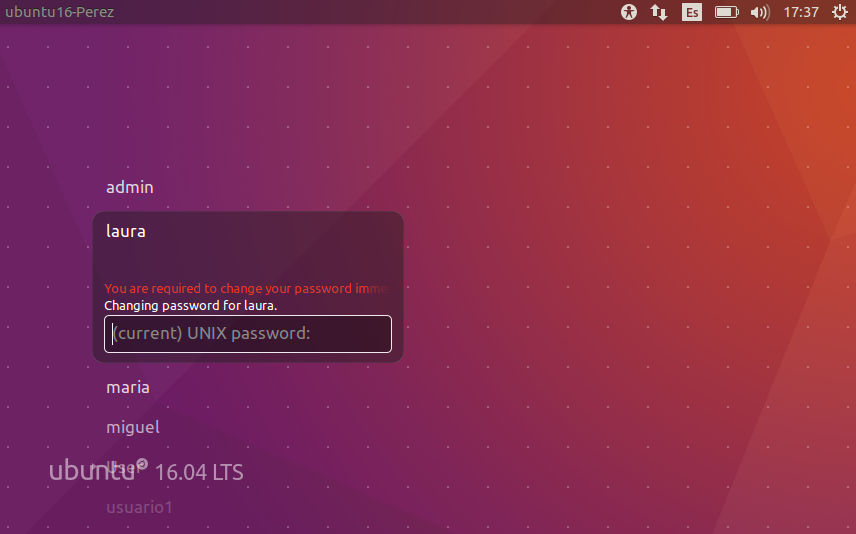 ubuntu16-Perez
Es
17:37
admin
laura
You are required to change your password imme
Changing password for laura.
(current) UNIX password:
maria
miguel
User
ubuntu 16.04 LTS
usuario1